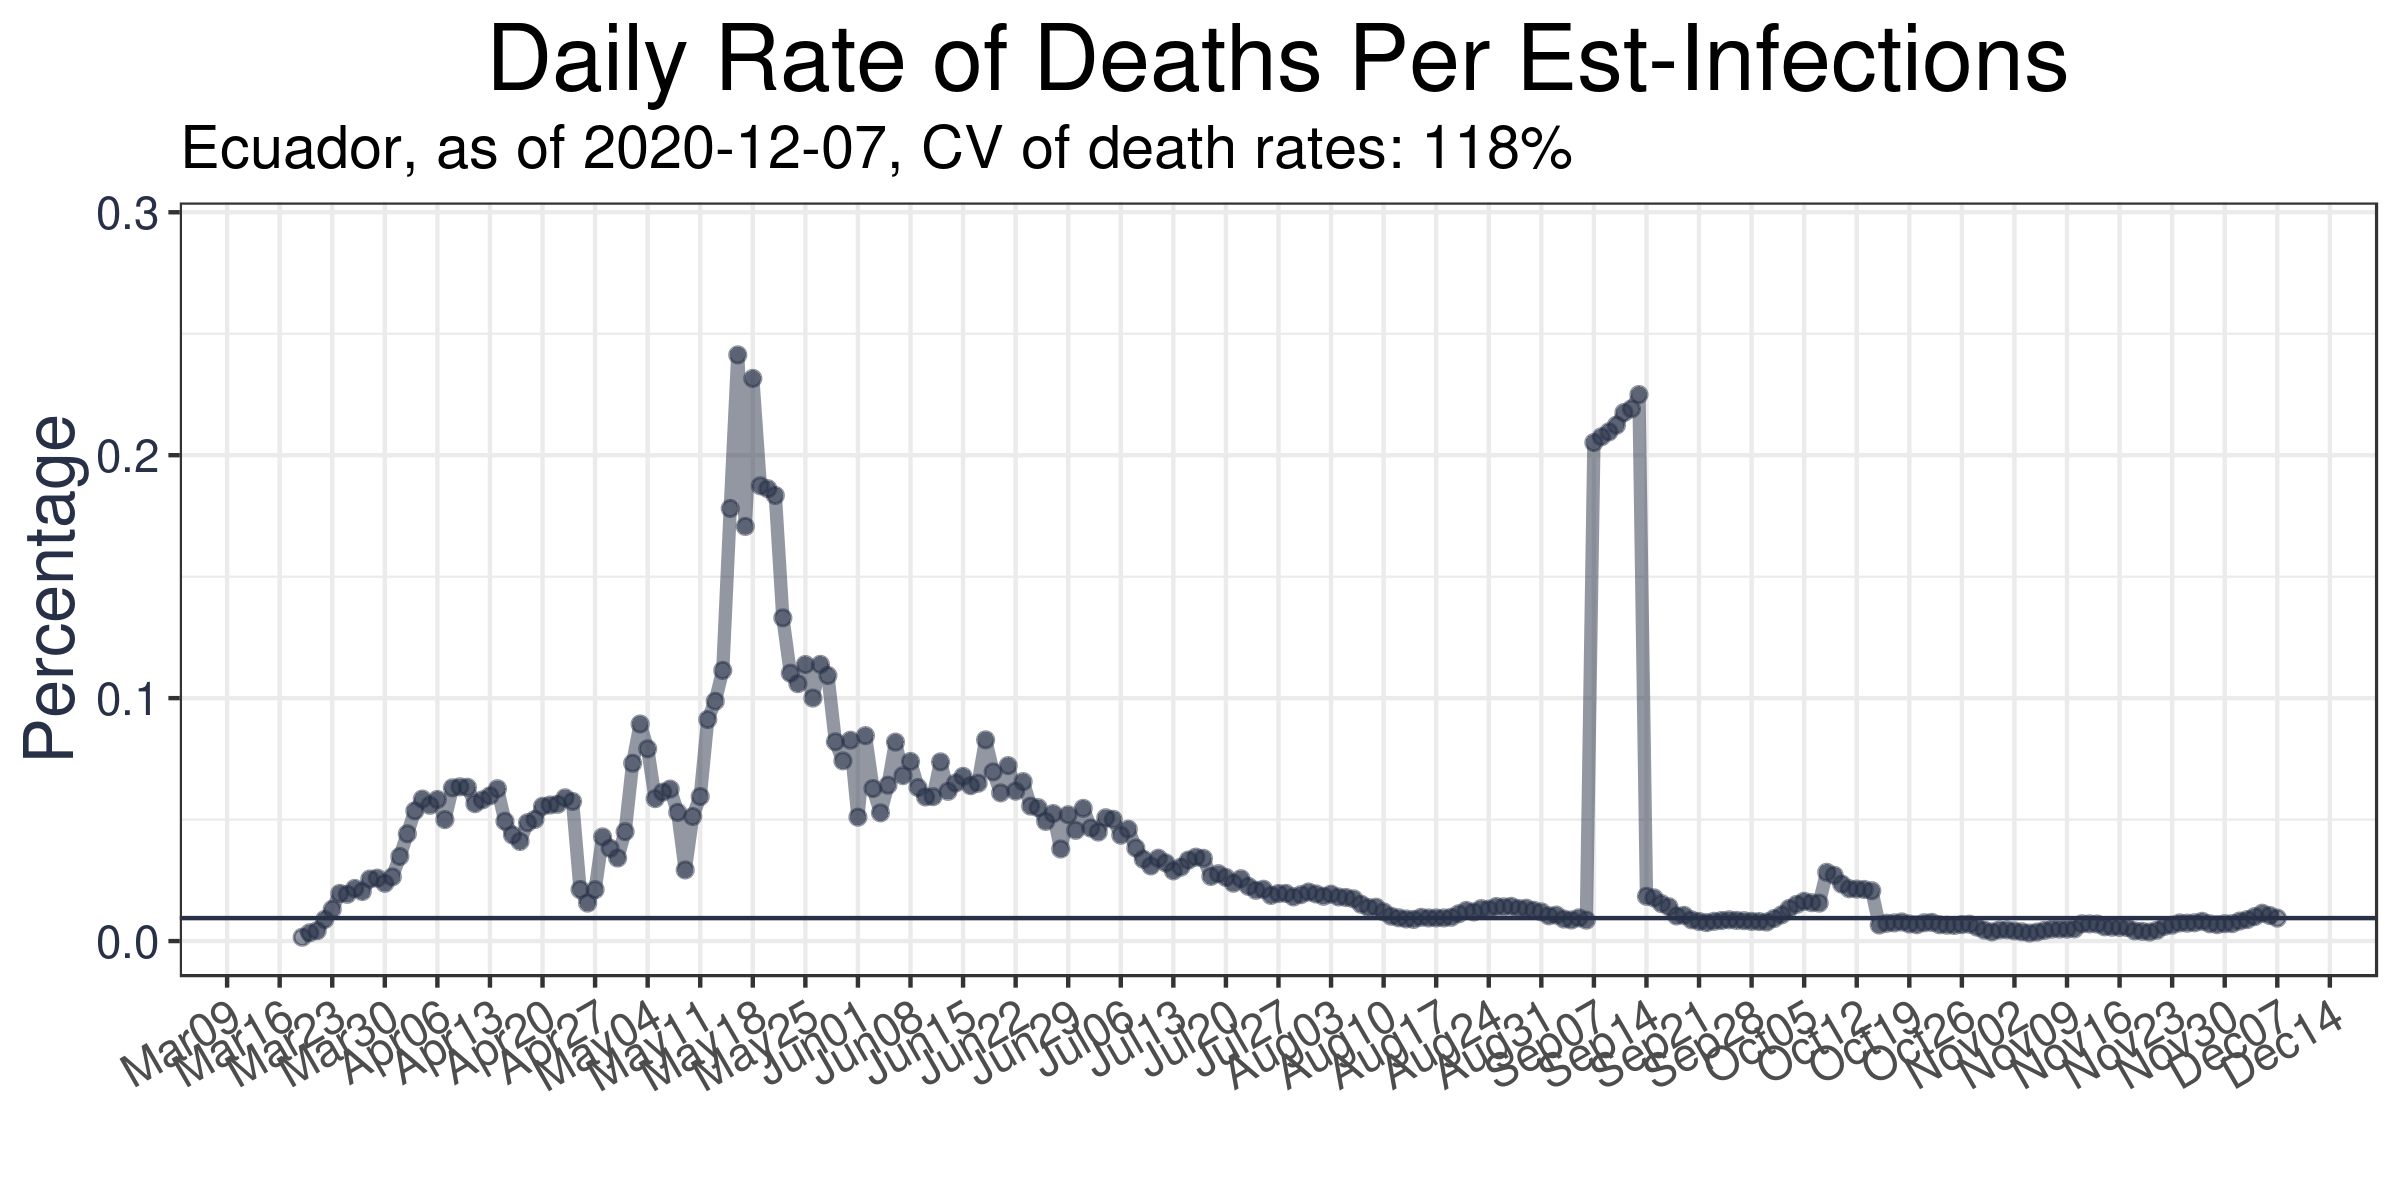 Daily Rate of Deaths Per Est-Infections
Ecuador, as of 2020-12-07, CV of death rates: 118%
Percentage
0.3
0.2
0.1
0.0
Mar09 Mar16 Mar23 Mar30 Apr06 Apr13 Apr20 Apr27 May04 May11 May18 May25 Jun01 Jun08 Jun15 Jun22 Jun29 Jul06 Jul13 Jul20 Jul27 Aug03 Aug10 Aug17 Aug24 Aug31 Sep07 Sep14 Sep21 Sep28 Oct05 Oct12 Oct19 Oct26 Nov02 Nov09 Nov16 Nov23 Nov30 Dec07 Dec14